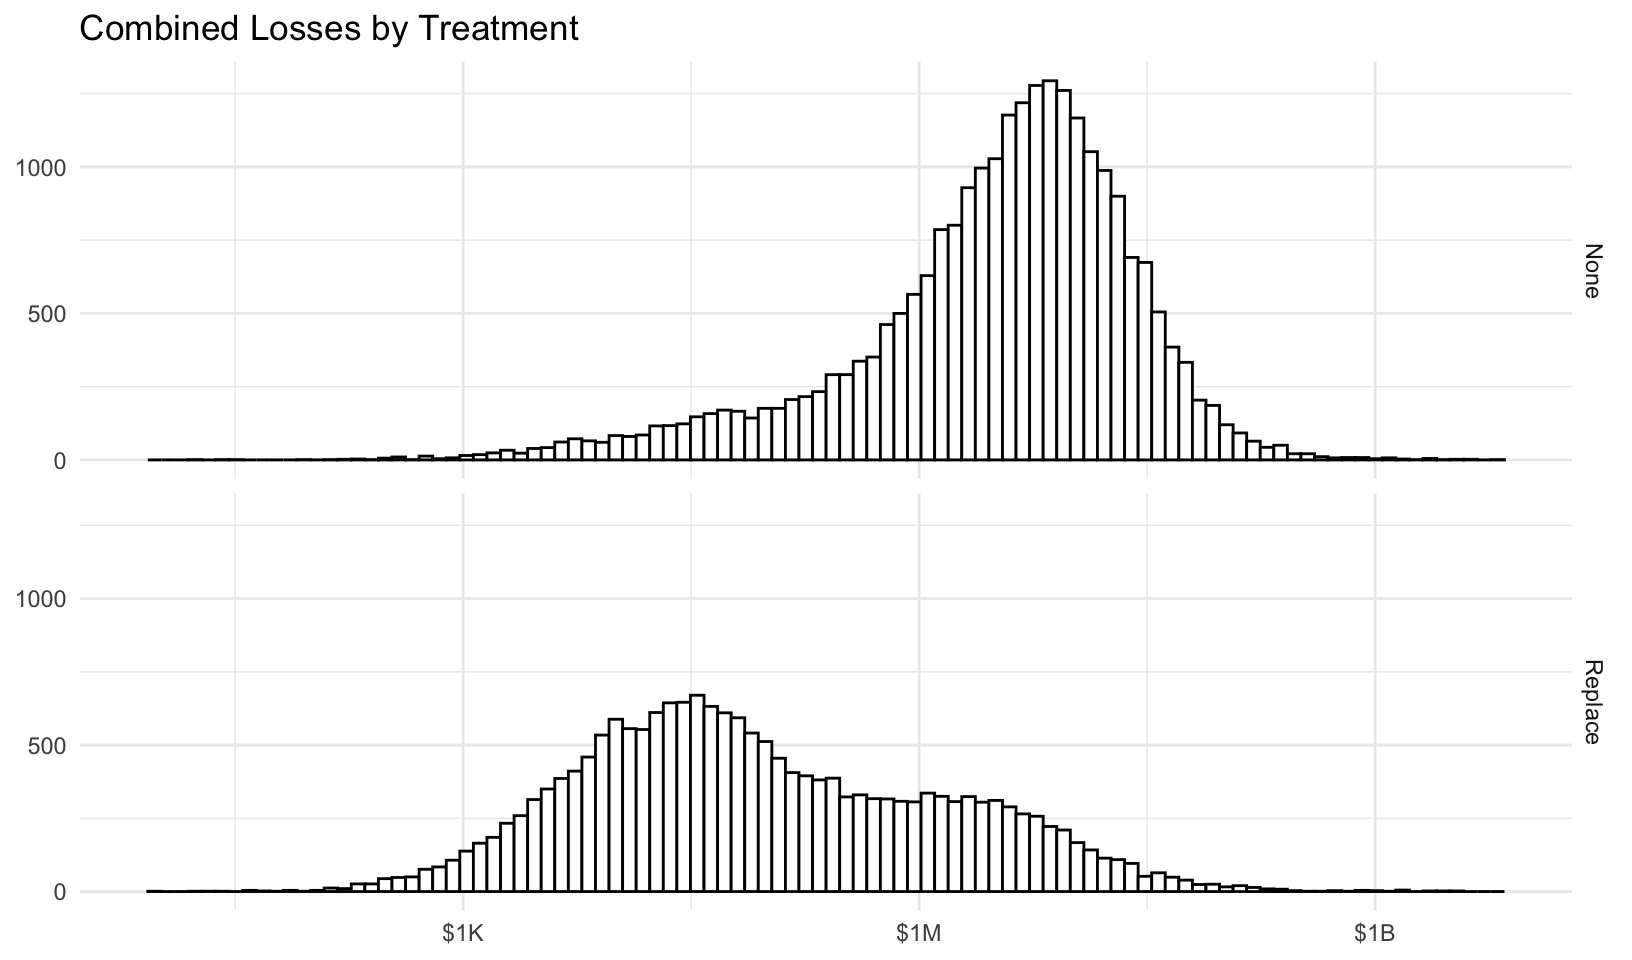 Combined Losses by Treatment
1000
500
0
None
1000
500
0
Replace
$1K
$1M
$1B